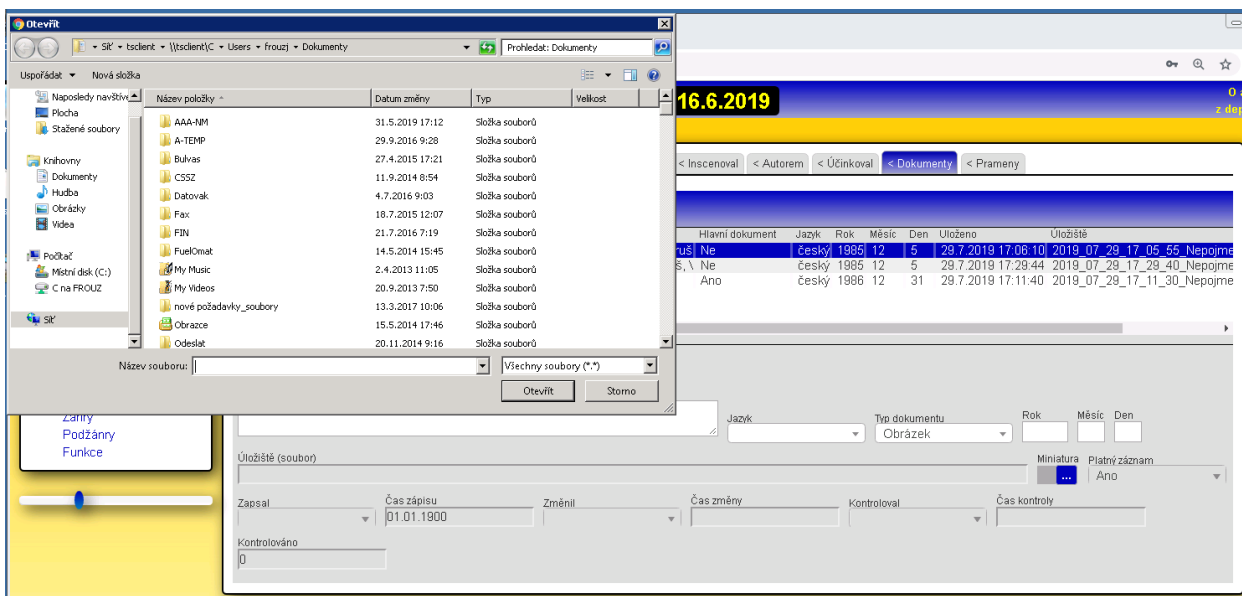 Otevřít
Síť • tsclient • \\tsclient\C • Users • frouzj • Dokumenty
Prohledat: Dokumenty
Uspořádat
Nová složka
Naposledy navštíve
Plocha
Stažené soubory
Knihovny
Dokumenty
Hudba
Obrázky
Videa
Počítač
Místní disk (C:)
C na FROUZ
Síť
Název položky Datum změny Typ Velikost
AAA-NM 31.5.2019 17:12 Složka souborů
A-TEMP 29.9.2016 9:28 Složka souborů
Bulvas 27.4.2015 17:21 Složka souborů
CSSZ 11.9.2014 8:54 Složka souborů
Datovak 4.7.2016 9:03 Složka souborů
Fax 18.7.2015 12:07 Složka souborů
FIN 21.7.2016 7:19 Složka souborů
FuelOmat 14.5.2014 15:45 Složka souborů
My Music 2.4.2013 11:05 Složka souborů
My Videos 20.9.2013 7:50 Složka souborů
nové požadavky_soubory 13.3.2017 10:06 Složka souborů
Obrazce 15.5.2014 17:46 Složka souborů
Odeslat 20.11.2014 9:16 Složka souborů
Název souboru:
Všechny soubory (*.*)
Otevřít
Storno
16.6.2019
z dep
< Inscenoval < Autorem < Účinkoval < Dokumenty < Prameny
Hlavní dokument Jazyk Rok Měsíc Den Uloženo Úložiště
ruš Ne český 1985 12 5 29.7.2019 17:06:10 2019_07_29_17_05_55_Nepojme
š, \ Ne český 1985 12 5 29.7.2019 17:29:44 2019_07_29_17_29_40_Nepojme
Ano český 1986 12 31 29.7.2019 17:11:40 2019_07_29_17_11_30_Nepojme
Žánry
Podžánry
Funkce
Jazyk
Typ dokumentu
Obrázek
Rok Měsíc Den
Úložiště (soubor)
Miniatura
...
Platný záznam
Ano
Zapsal
Čas zápisu
01.01.1900
Změnil
Čas změny
Kontroloval
Čas kontroly
Kontrolováno
0